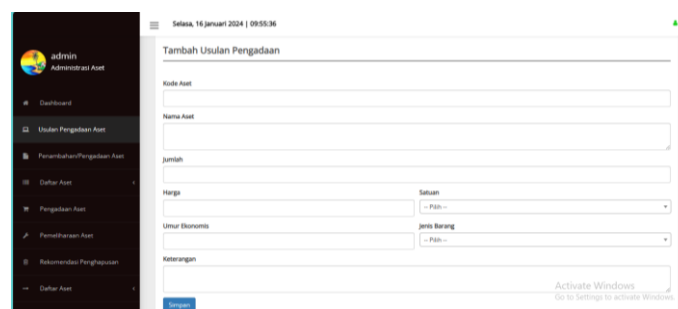 Selasa, 16 Januari 2024 | 09:55:36
admin
Administrasi Aset
Dashboard
Usulan Pengadaan Aset
Penambahan/Pengadaan Aset
Daftar Aset
Pengadaan Aset
Pemeliharaan Aset
Rekomendasi Penghapusan
Daftar Aset
Tambah Usulan Pengadaan
Kode Aset
Nama Aset
Jumlah
Harga
Satuan
-- Pilih --
Umur Ekonomis
Jenis Barang
-- Pilih --
Keterangan
Simpan
Activate Windows
Go to Settings to activate Windows.